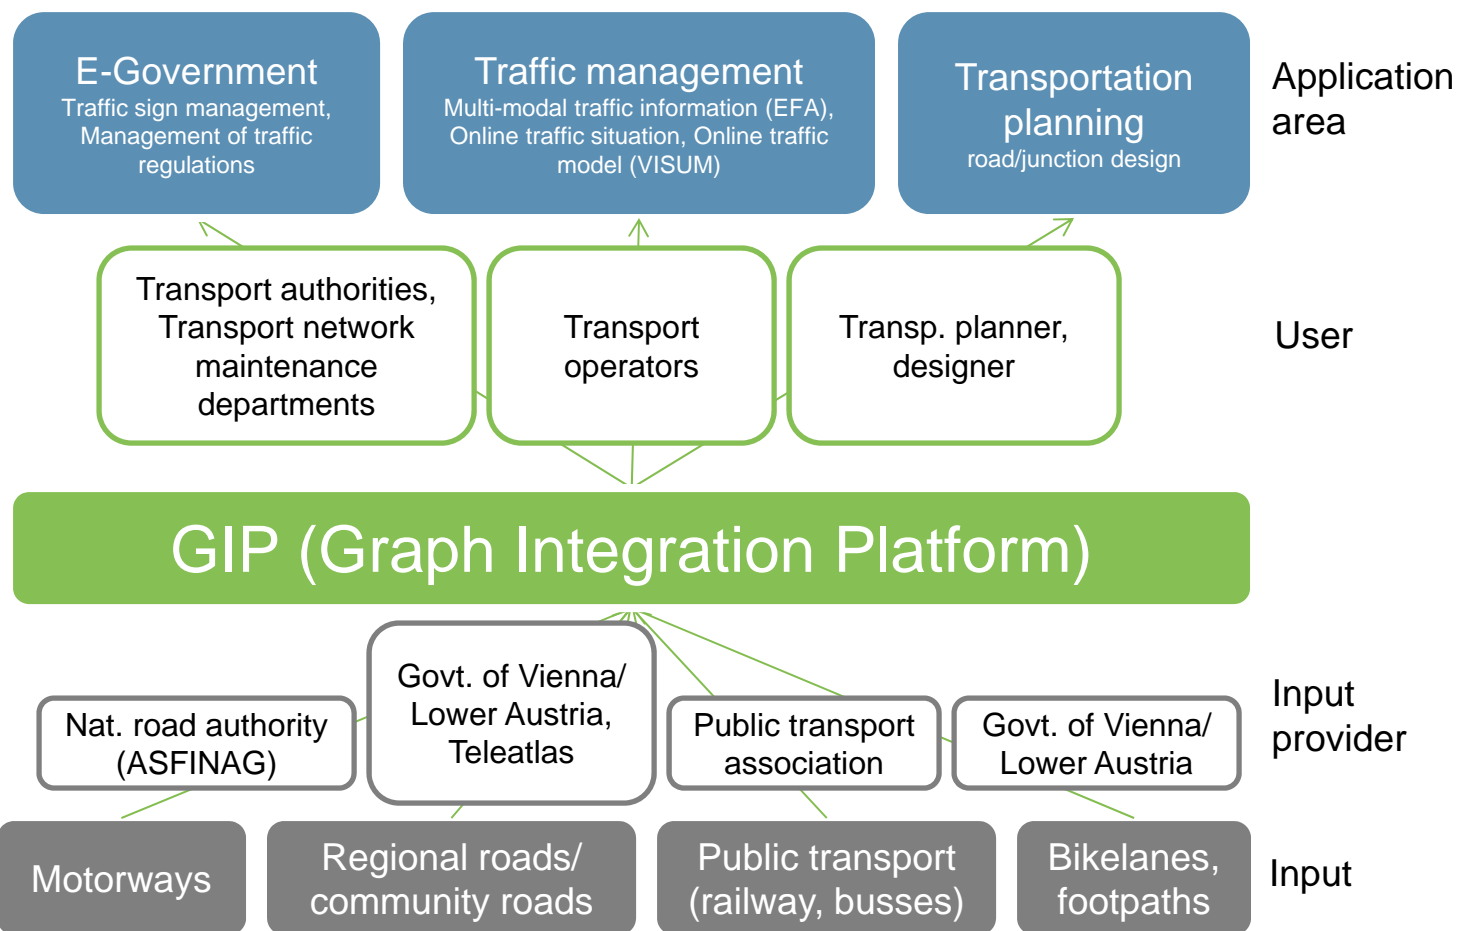 E-Government
Traffic sign management,
Management of traffic
regulations
Traffic management
Multi-modal traffic information (EFA),
Online traffic situation, Online traffic
model (VISUM)
Transportation
planning
road/junction design
Application
area
Transport authorities,
Transport network
maintenance
departments
Transport
operators
Transp. planner,
designer
User
GIP (Graph Integration Platform)
Nat. road authority
(ASFINAG)
Govt. of Vienna/
Lower Austria,
Teleatlas
Public transport
association
Govt. of Vienna/
Lower Austria
Input
provider
Motorways
Regional roads/
community roads
Public transport
(railway, busses)
Bikelanes,
footpaths
Input